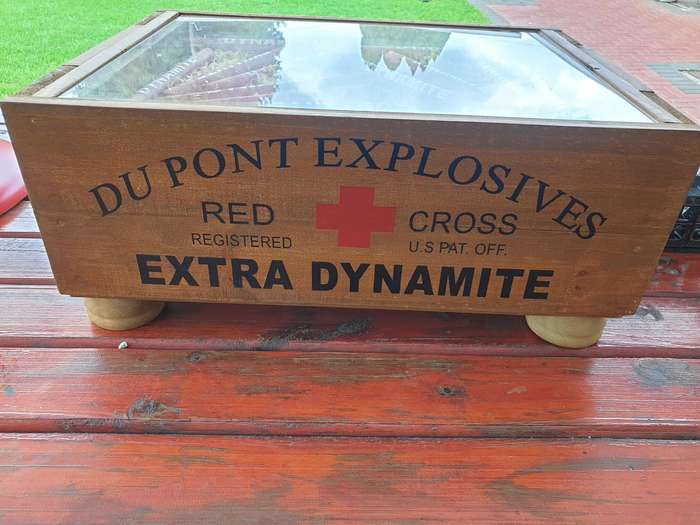 DU PONT EXPLOSIVES
RED CROSS
REGISTERED U.S PAT. OFF.
EXTRA DYNAMITE